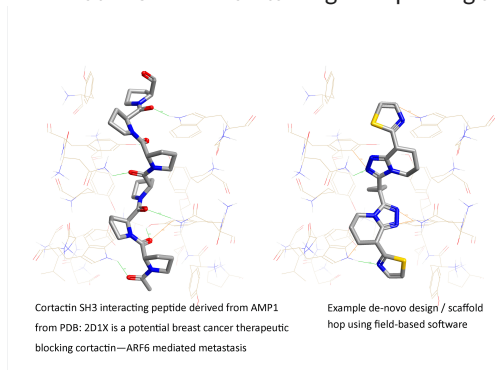 Cortactin SH3 interacting peptide derived from AMP1
from PDB: 2D1X is a potential breast cancer therapeutic
blocking cortactin—ARF6 mediated metastasis
Example de-novo design / scaffold
hop using field-based software